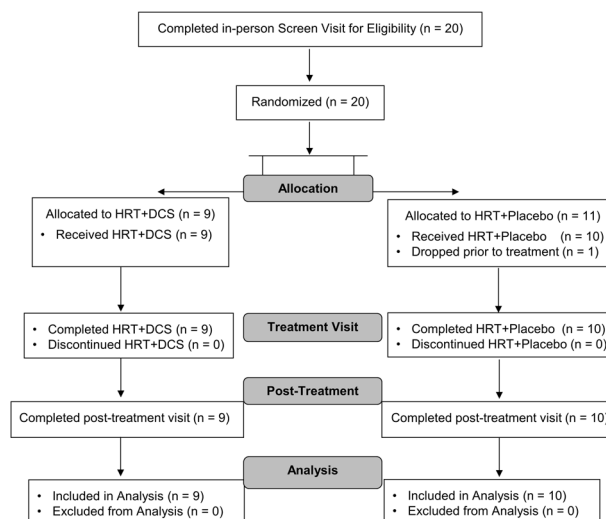 Completed in-person Screen Visit for Eligibility (n = 20)
Randomized (n = 20)
Allocation
Allocated to HRT+DCS (n = 9)
• Received HRT+DCS (n = 9)
Allocated to HRT+Placebo (n = 11)
• Received HRT+Placebo (n = 10)
• Dropped prior to treatment (n = 1)
Treatment Visit
• Completed HRT+DCS (n = 9)
• Discontinued HRT+DCS (n = 0)
• Completed HRT+Placebo (n = 10)
• Discontinued HRT+Placebo (n = 0)
Post-Treatment
Completed post-treatment visit (n = 9)
Completed post-treatment visit (n = 10)
Analysis
• Included in Analysis (n = 9)
• Excluded from Analysis (n = 0)
• Included in Analysis (n = 10)
• Excluded from Analysis (n = 0)